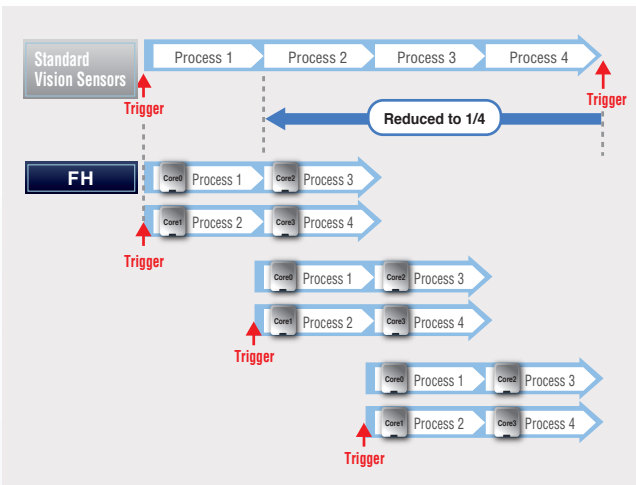 Standard
Vision Sensors
Process 1 Process 2 Process 3 Process 4
Trigger
Trigger
Reduced to 1/4
FH
Core0 Process 1 Core2 Process 3
Core1 Process 2 Core3 Process 4
Trigger
Core0 Process 1 Core2 Process 3
Core1 Process 2 Core3 Process 4
Trigger
Core0 Process 1 Core2 Process 3
Core1 Process 2 Core3 Process 4
Trigger